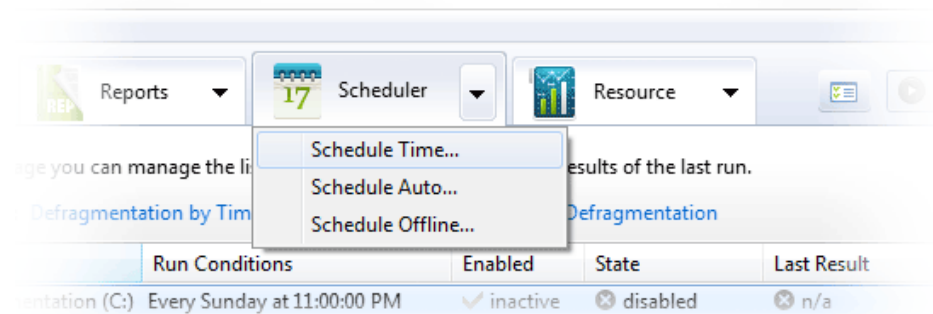 REP Reports 17 Scheduler Resource
Schedule Time...
age you can manage the li esults of the last run.
Schedule Auto...
Defragmentation by Tim Defragmentation
Schedule Offline...
Run Conditions Enabled State Last Result
entation (C:) Every Sunday at 11:00:00 PM inactive disabled n/a